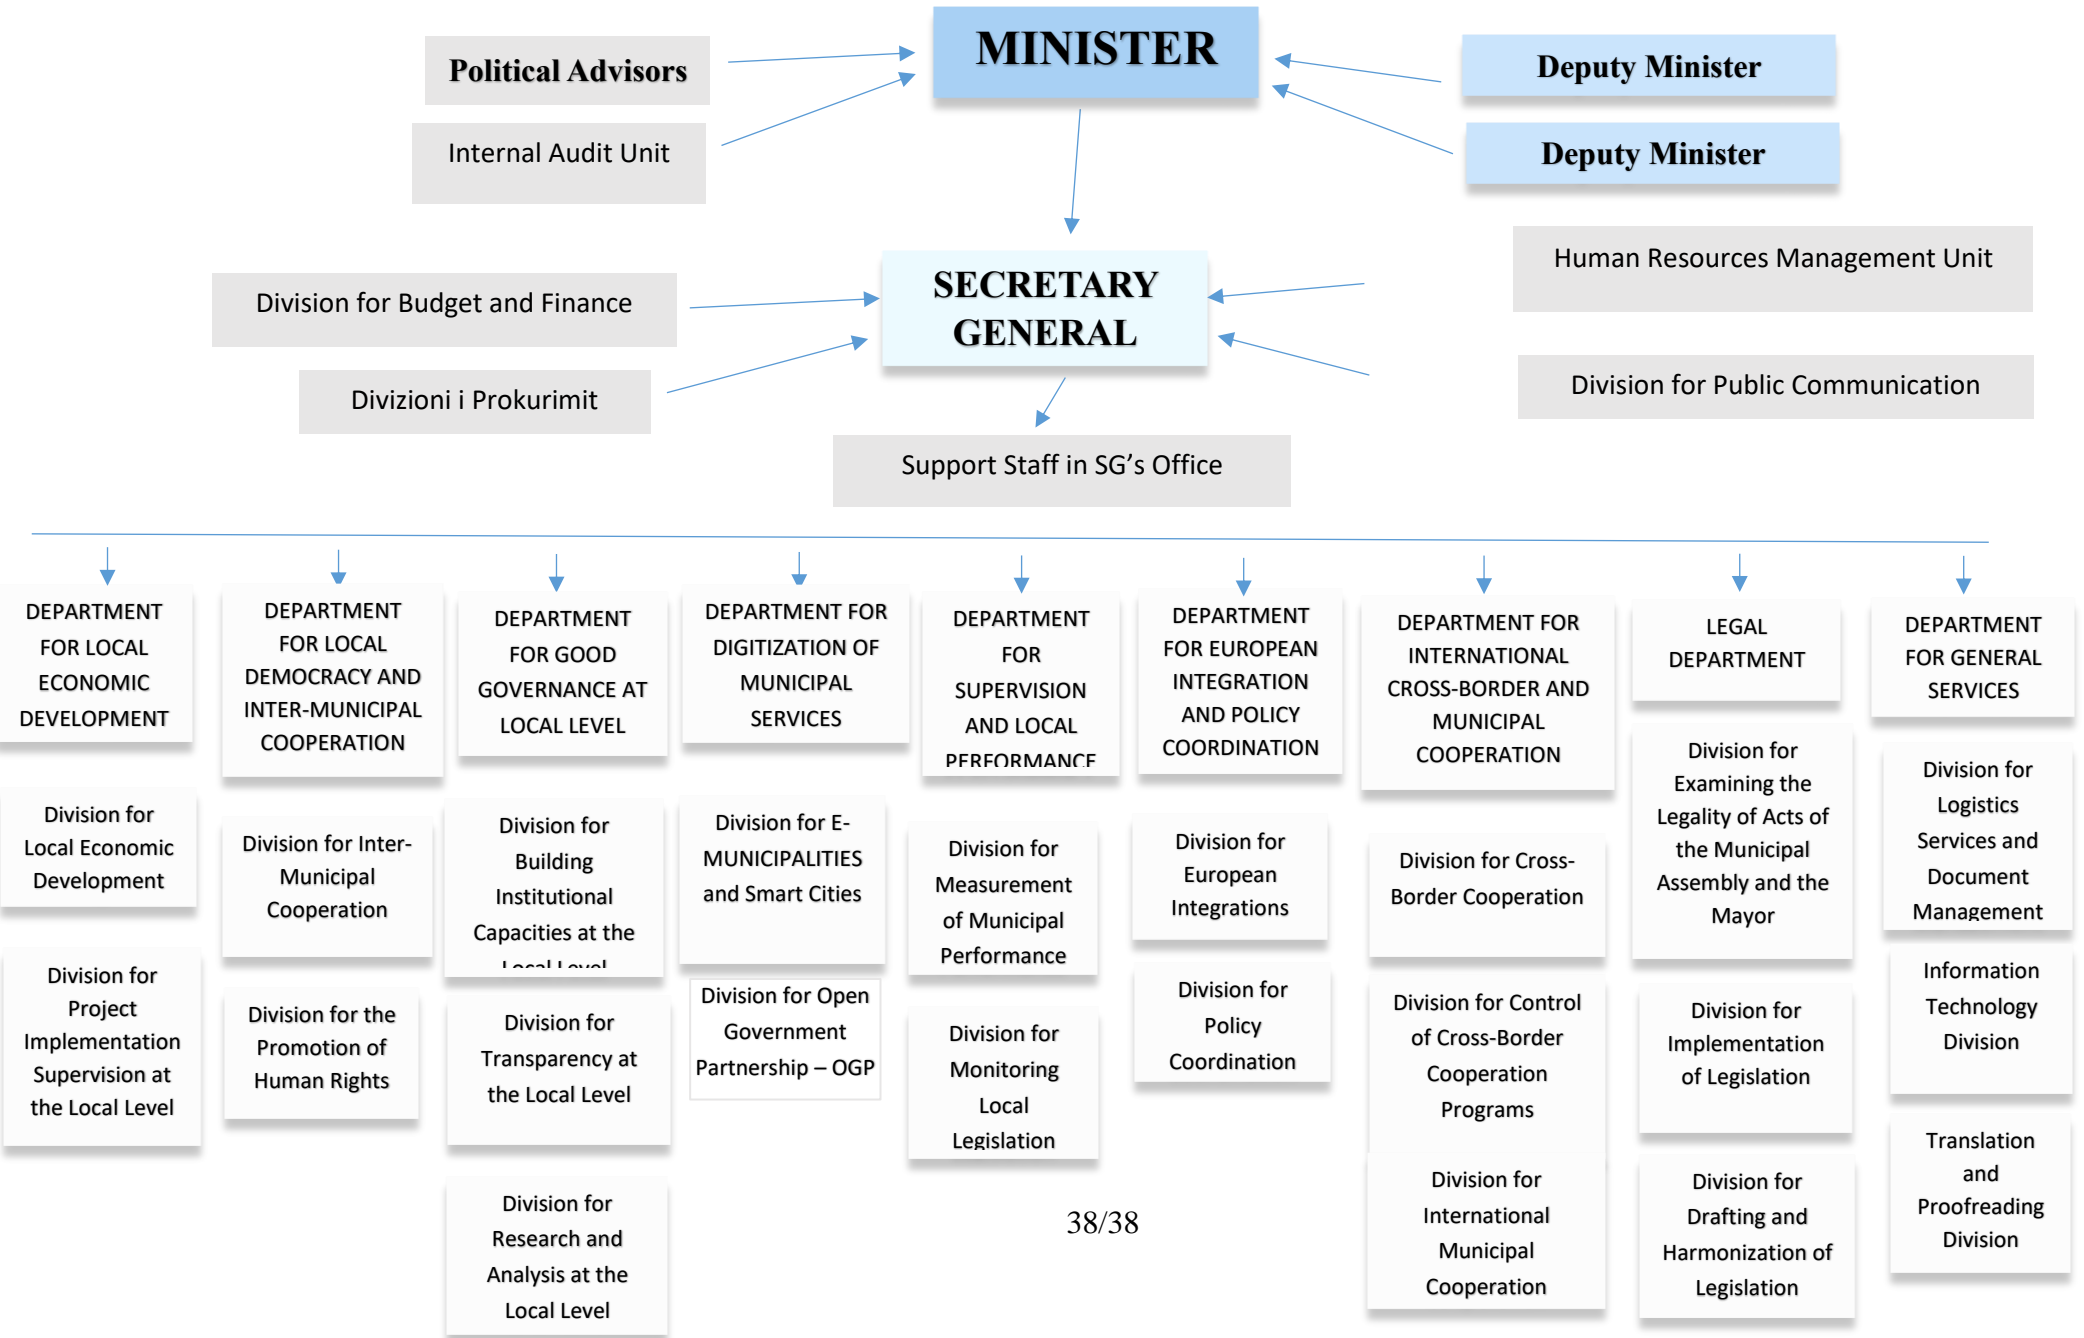 MINISTER
Political Advisors
Deputy Minister
Internal Audit Unit
Deputy Minister
Human Resources Management Unit
SECRETARY
GENERAL
Division for Budget and Finance
Divizioni i Prokurimit
Division for Public Communication
Support Staff in SG’s Office
DEPARTMENT
FOR LOCAL
ECONOMIC
DEVELOPMENT
DEPARTMENT
FOR LOCAL
DEMOCRACY AND
INTER-MUNICIPAL
COOPERATION
DEPARTMENT
FOR GOOD
GOVERNANCE AT
LOCAL LEVEL
DEPARTMENT FOR
DIGITIZATION OF
MUNICIPAL
SERVICES
DEPARTMENT
FOR
SUPERVISION
AND LOCAL
PERFORMANCE
DEPARTMENT
FOR EUROPEAN
INTEGRATION
AND POLICY
COORDINATION
DEPARTMENT FOR
INTERNATIONAL
CROSS-BORDER AND
MUNICIPAL
COOPERATION
LEGAL
DEPARTMENT
DEPARTMENT
FOR GENERAL
SERVICES
Division for
Local Economic
Development
Division for Inter-
Municipal
Cooperation
Division for
Building
Institutional
Capacities at the
Local Level
Division for E-
MUNICIPALITIES
and Smart Cities
Division for
Measurement
of Municipal
Performance
Division for
European
Integrations
Division for Cross-
Border Cooperation
Division for
Examining the
Legality of Acts of
the Municipal
Assembly and the
Mayor
Division for
Logistics
Services and
Document
Management
Division for
Project
Implementation
Supervision at
the Local Level
Division for the
Promotion of
Human Rights
Division for
Transparency at
the Local Level
Division for Open
Government
Partnership – OGP
Division for
Monitoring
Local
Legislation
Division for
Policy
Coordination
Division for Control
of Cross-Border
Cooperation
Programs
Division for
Implementation
of Legislation
Information
Technology
Division
Division for
Research and
Analysis at the
Local Level
Division for
International
Municipal
Cooperation
Division for
Drafting and
Harmonization of
Legislation
Translation
and
Proofreading
Division
38/38